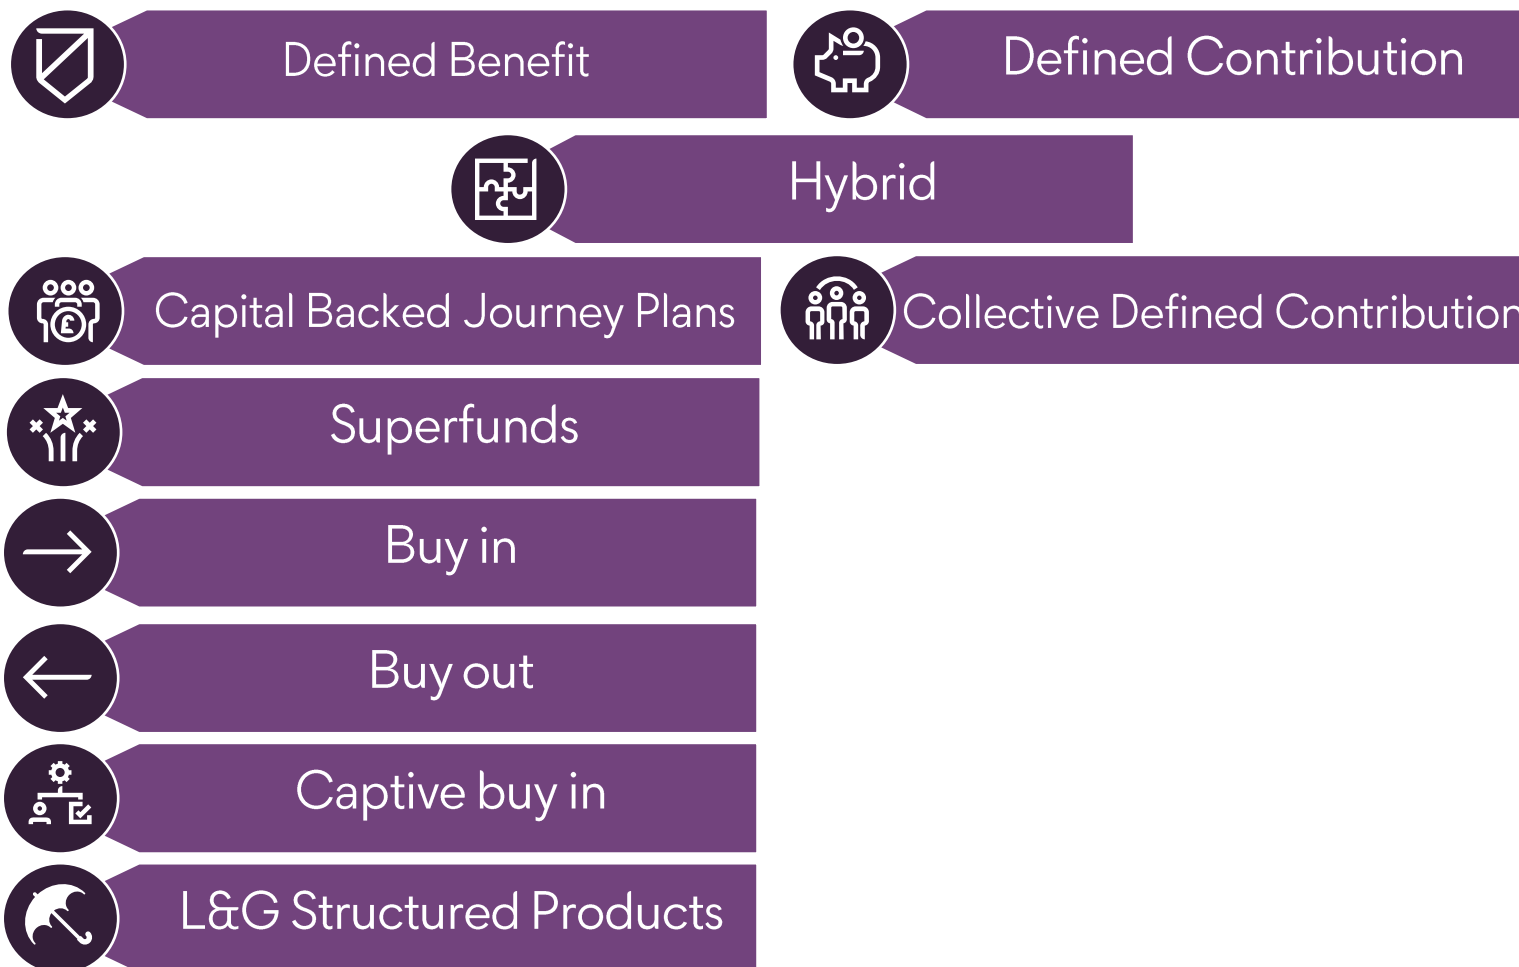 Defined Benefit
Defined Contribution
Hybrid
Capital Backed Journey Plans
Collective Defined Contribution
Superfunds
Buy in
Buy out
Captive buy in
L&G Structured Products